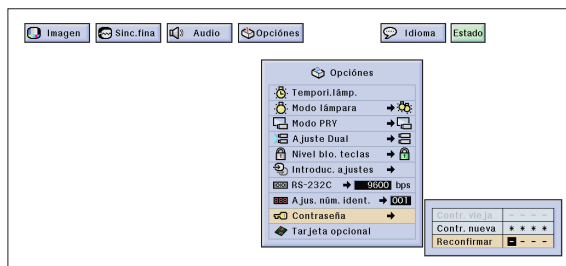 Imagen Sinc.fina Audio Opciónes Idioma Estado
Opciónes
Tempori.lámp.
Modo lámpara
Modo PRY
Ajuste Dual
Nivel blo. teclas
Introduc. ajustes
RS-232C 9600 bps
Ajus. núm. ident. 001
Contraseña
Tarjeta opcional
Contr. vieja - - - -
Contr. nueva * * * *
Reconfirmar - - - -